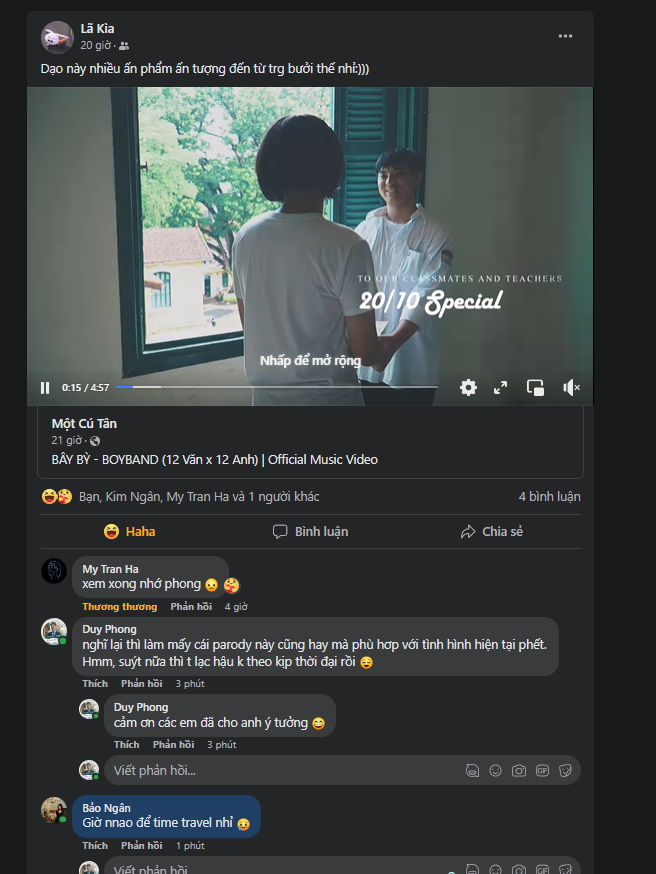 Lã Kìa
20 giờ ·
Dạo này nhiều ấn phẩm ấn tượng đến từ trg bưởi thế nhỉ:)))
TO OUR CLASSMATES AND TEACHERS
20/10 Special
Nhấp để mở rộng
0:15 / 4:57
Một Cú Tân
21 giờ ·
BÂY BỲ - BOYBAND (12 Văn x 12 Anh) | Official Music Video
Bạn, Kim Ngân, My Tran Ha và 1 người khác
4 bình luận
Haha
Bình luận
Chia sẻ
My Tran Ha
xem xong nhớ phong
Thương thương Phản hồi 4 giờ
Duy Phong
nghĩ lại thì làm mấy cái parody này cũng hay mà phù hơp với tình hình hiện tại phết.
Hmm, suýt nữa thì t lạc hậu k theo kịp thời đại rồi
Thích Phản hồi 3 phút
Duy Phong
cảm ơn các em đã cho anh ý tưởng
Thích Phản hồi 3 phút
Viết phản hồi...
GIF
Bảo Ngân
Giờ nnao để time travel nhỉ
Thích Phản hồi 1 phút
Viết phản hồi